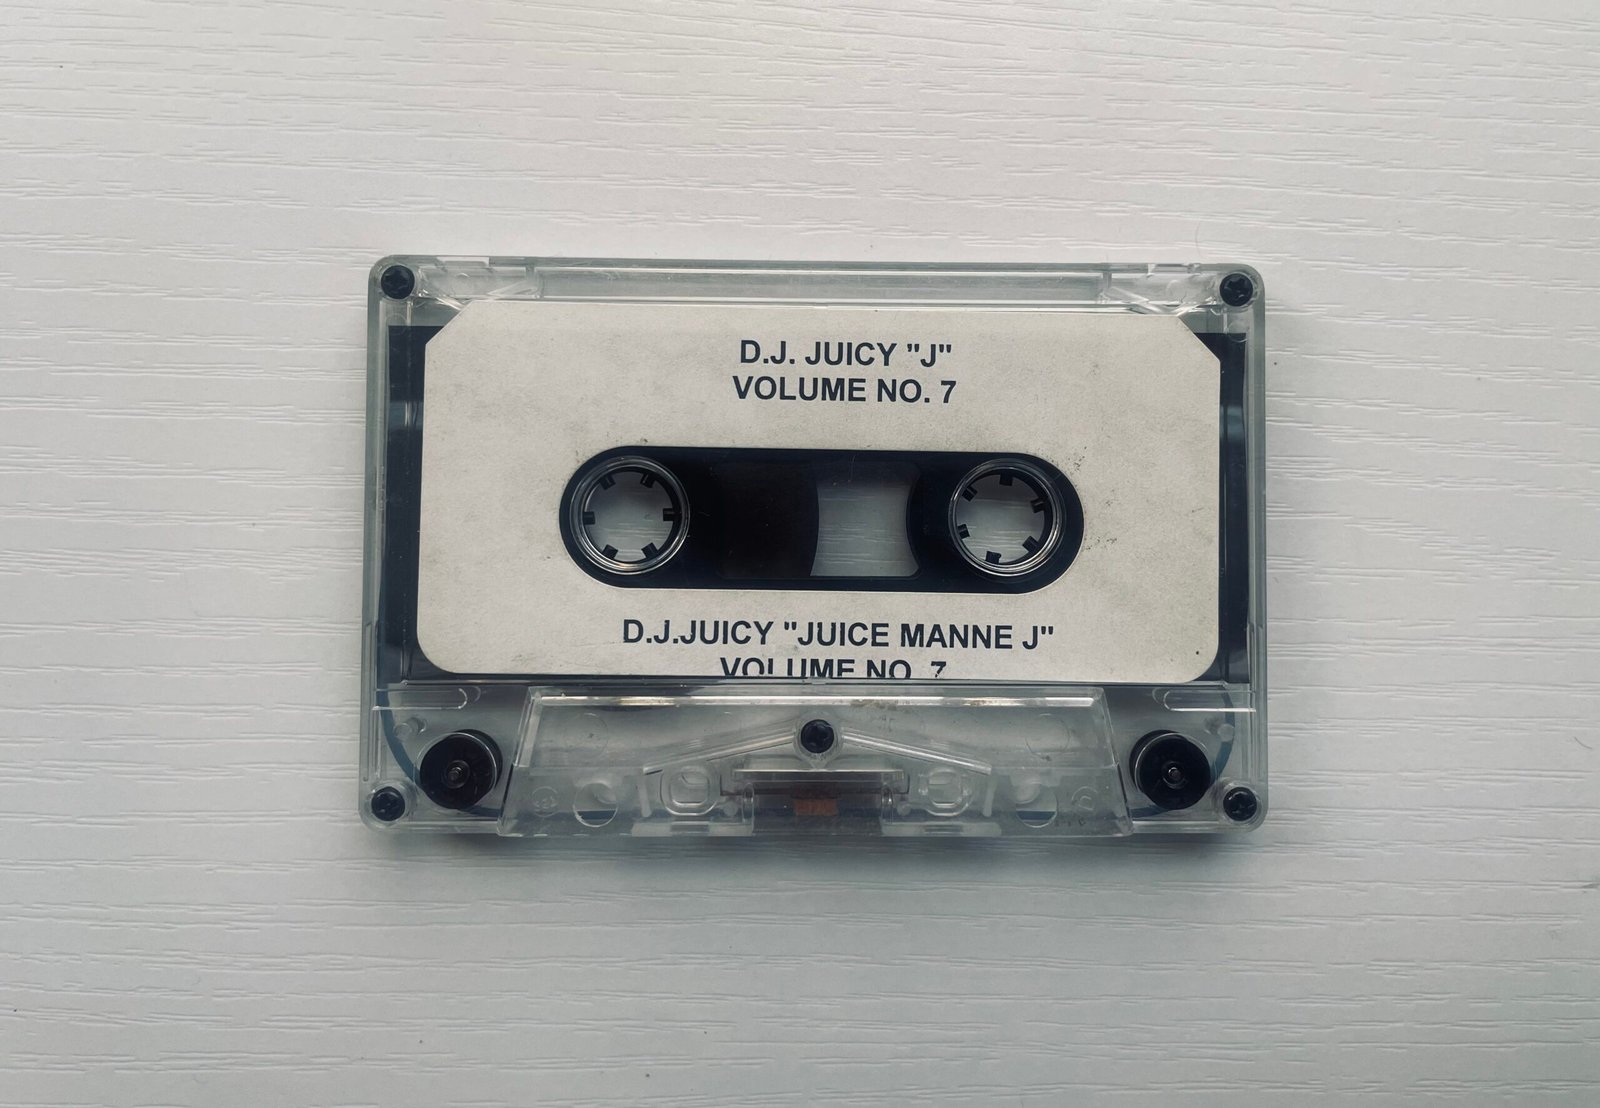 D.J. JUICY "J"
VOLUME NO. 7
D.J.JUICY "JUICE MANNE J"
VOLUME NO. 7